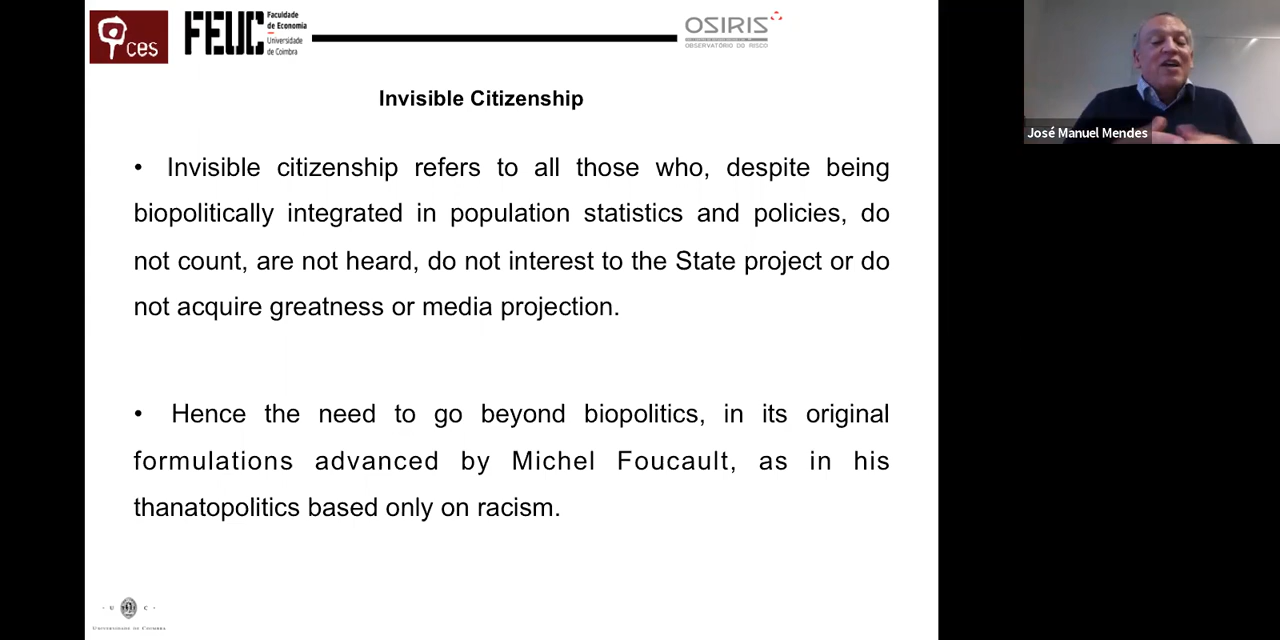 ces
FEUC
Faculdade
de Economia
Universidade
de Coimbra
OSIRIS
OBSERVATÓRIO DO RISCO
José Manuel Mendes
Invisible Citizenship
• Invisible citizenship refers to all those who, despite being
biopolitically integrated in population statistics and policies, do
not count, are not heard, do not interest to the State project or do
not acquire greatness or media projection.
• Hence the need to go beyond biopolitics, in its original
formulations advanced by Michel Foucault, as in his
thanatopolitics based only on racism.
· U C ·
UNIVERSIDADE DE COIMBRA